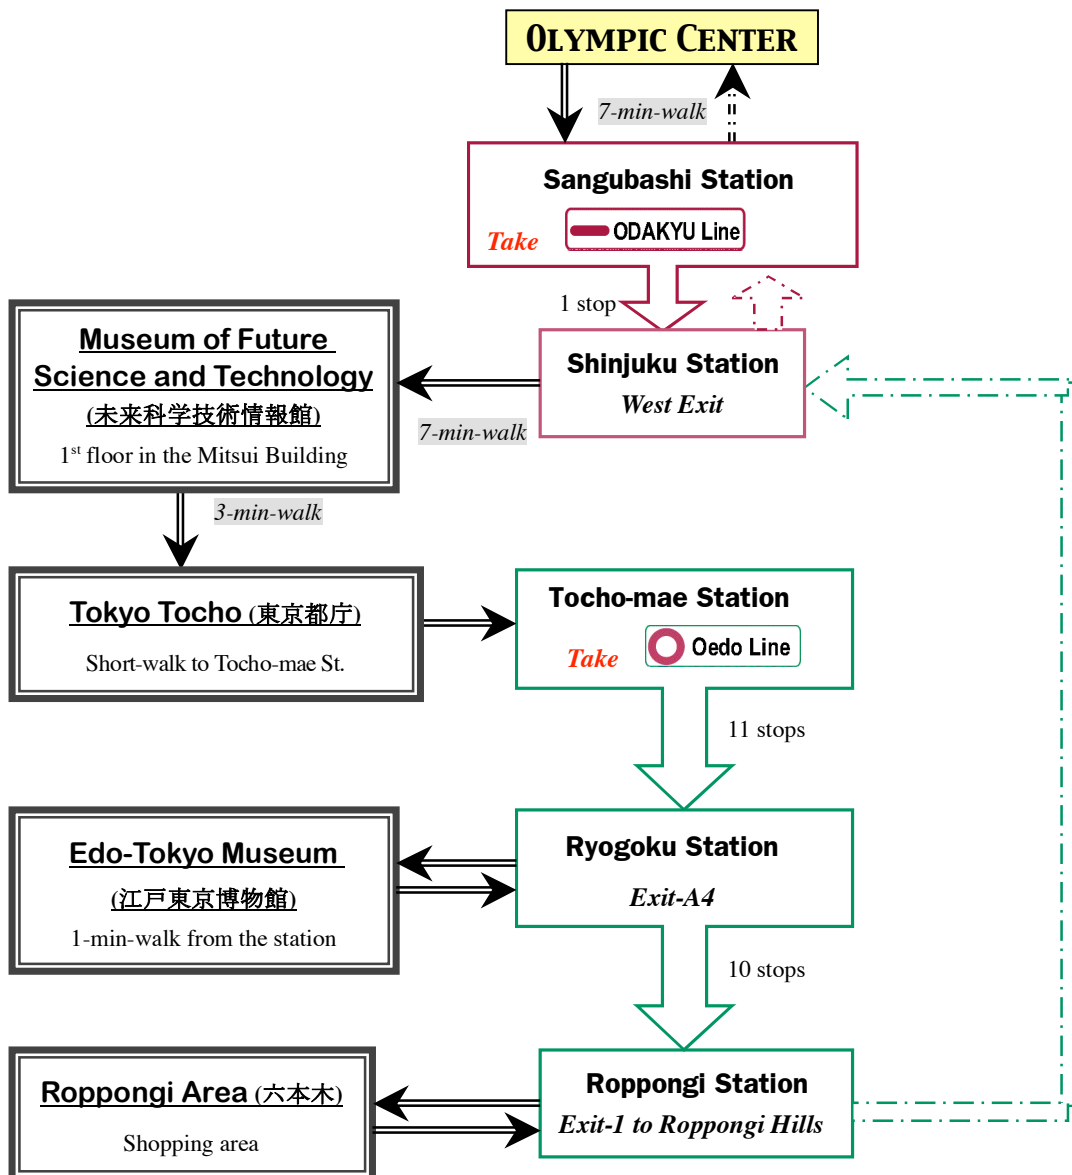 OLYMPIC CENTER
7-min-walk
Sangubashi Station
Take
ODAKYU Line
1 stop
Museum of Future
Science and Technology
(未来科学技術情報館)
1st floor in the Mitsui Building
Shinjuku Station
West Exit
7-min-walk
3-min-walk
Tokyo Tocho (東京都庁)
Short-walk to Tocho-mae St.
Tocho-mae Station
Take
Oedo Line
11 stops
Edo-Tokyo Museum
(江戸東京博物館)
1-min-walk from the station
Ryogoku Station
Exit-A4
10 stops
Roppongi Area (六本木)
Shopping area
Roppongi Station
Exit-1 to Roppongi Hills